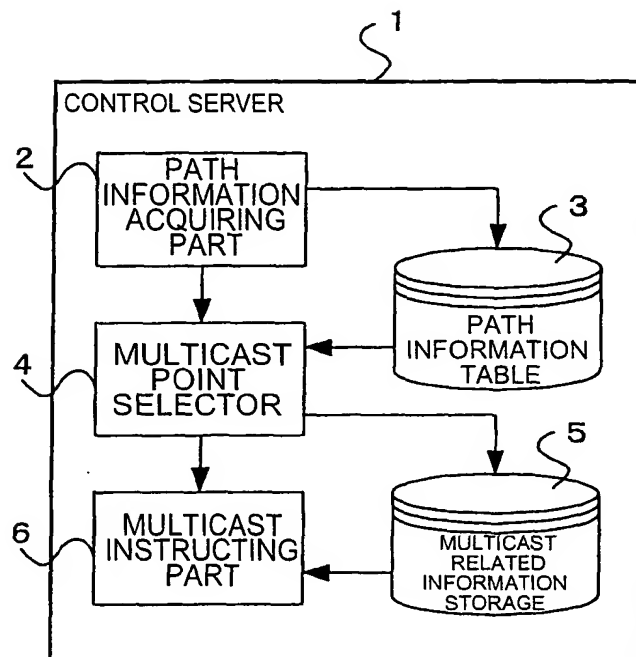 1
CONTROL SERVER
2
PATH
INFORMATION
ACQUIRING
PART
3
PATH
INFORMATION
TABLE
4
MULTICAST
POINT
SELECTOR
5
MULTICAST
RELATED
INFORMATION
STORAGE
6
MULTICAST
INSTRUCTING
PART